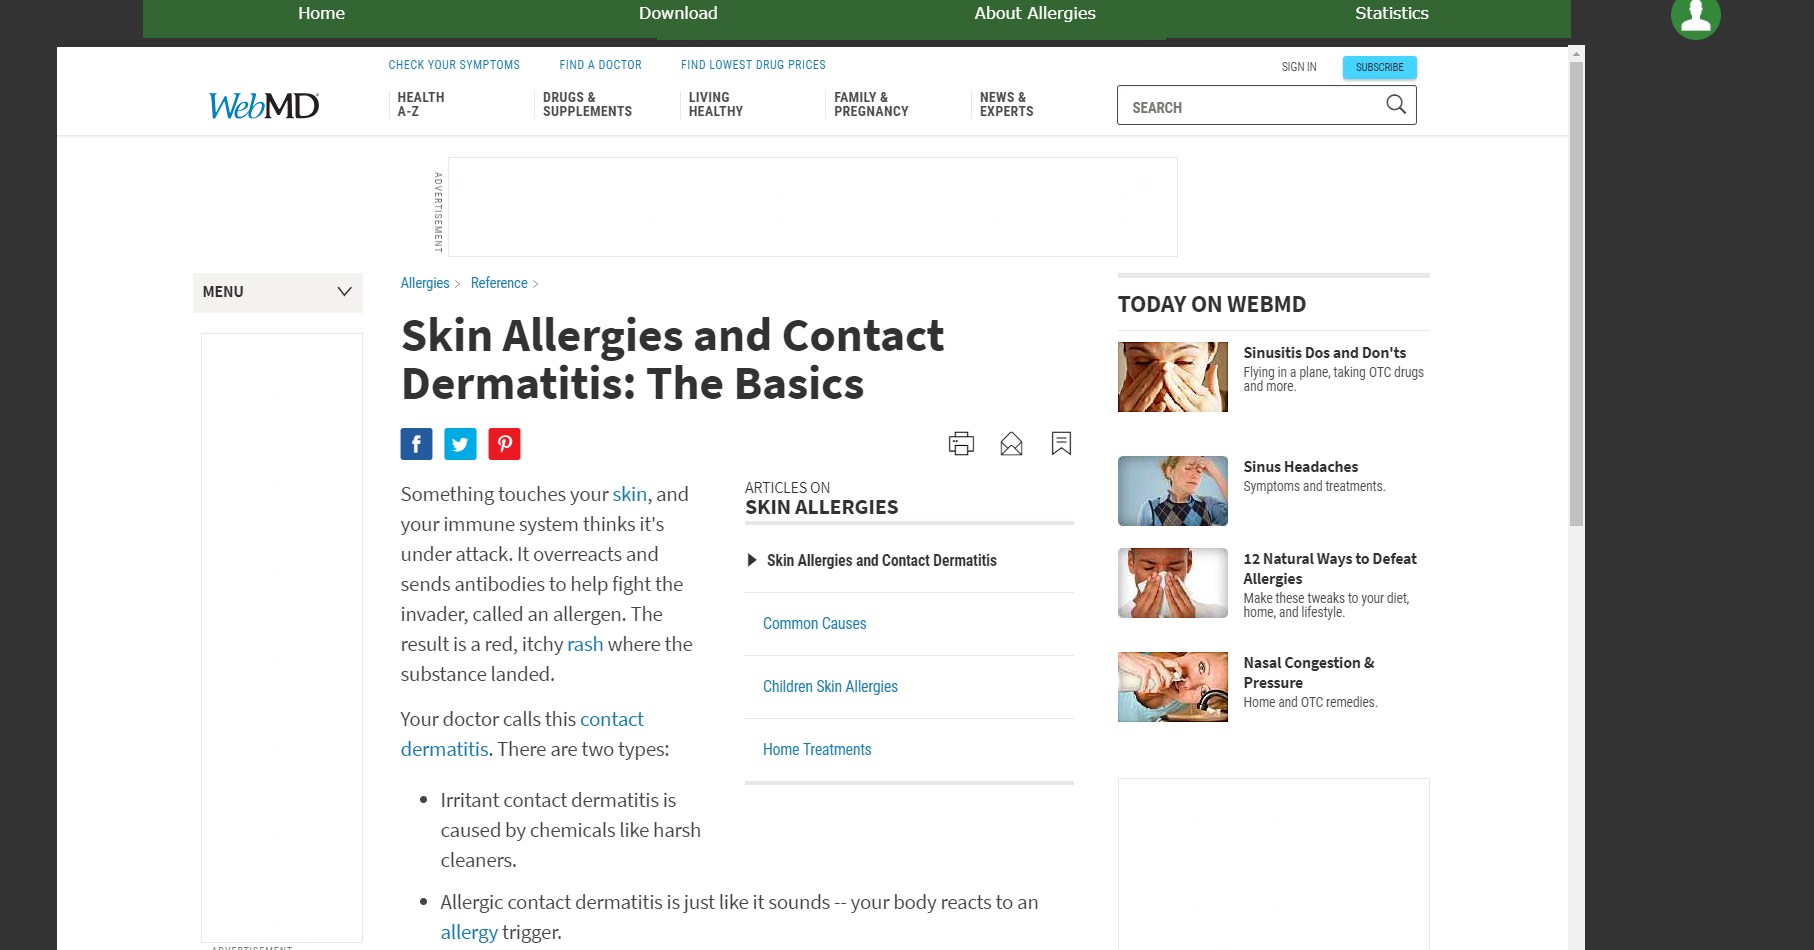 Home
Download
About Allergies
Statistics
CHECK YOUR SYMPTOMS
FIND A DOCTOR
FIND LOWEST DRUG PRICES
SIGN IN
SUBSCRIBE
WebMD
HEALTH
A-Z
DRUGS &
SUPPLEMENTS
LIVING
HEALTHY
FAMILY &
PREGNANCY
NEWS &
EXPERTS
SEARCH
ADVERTISEMENT
MENU
Allergies > Reference >
Skin Allergies and Contact
Dermatitis: The Basics
Something touches your skin, and
your immune system thinks it's
under attack. It overreacts and
sends antibodies to help fight the
invader, called an allergen. The
result is a red, itchy rash where the
substance landed.
Your doctor calls this contact
dermatitis. There are two types:
• Irritant contact dermatitis is
caused by chemicals like harsh
cleaners.
• Allergic contact dermatitis is just like it sounds -- your body reacts to an
allergy trigger.
ARTICLES ON
SKIN ALLERGIES
Skin Allergies and Contact Dermatitis
Common Causes
Children Skin Allergies
Home Treatments
TODAY ON WEBMD
Sinusitis Dos and Don'ts
Flying in a plane, taking OTC drugs
and more.
Sinus Headaches
Symptoms and treatments.
12 Natural Ways to Defeat
Allergies
Make these tweaks to your diet,
home, and lifestyle.
Nasal Congestion &
Pressure
Home and OTC remedies.
ADVERTISEMENT